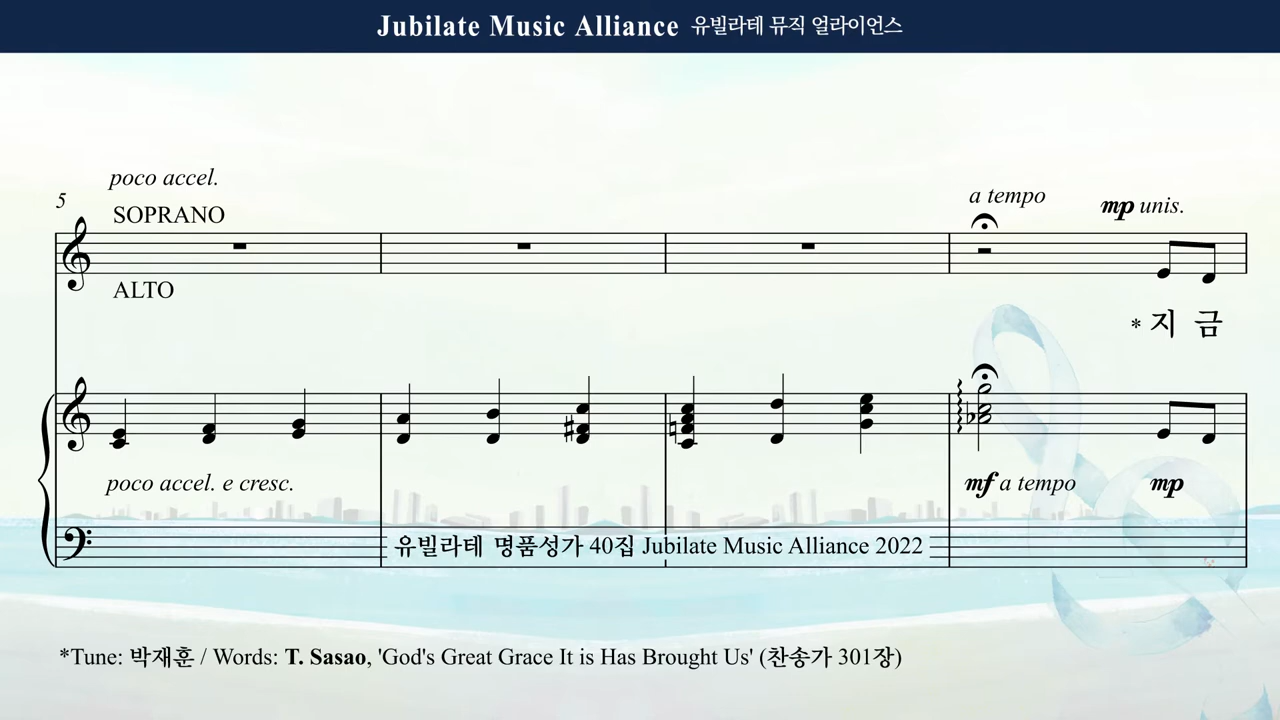 Jubilate Music Alliance 유빌라테 뮤직 얼라이언스
poco accel.
5
SOPRANO
a tempo
mp unis.
ALTO
* 지 금
poco accel. e cresc.
mf a tempo
mp
유빌라테 명품성가 40집 Jubilate Music Alliance 2022
*Tune: 박재훈 / Words: T. Sasao, 'God's Great Grace It is Has Brought Us' (찬송가 301장)